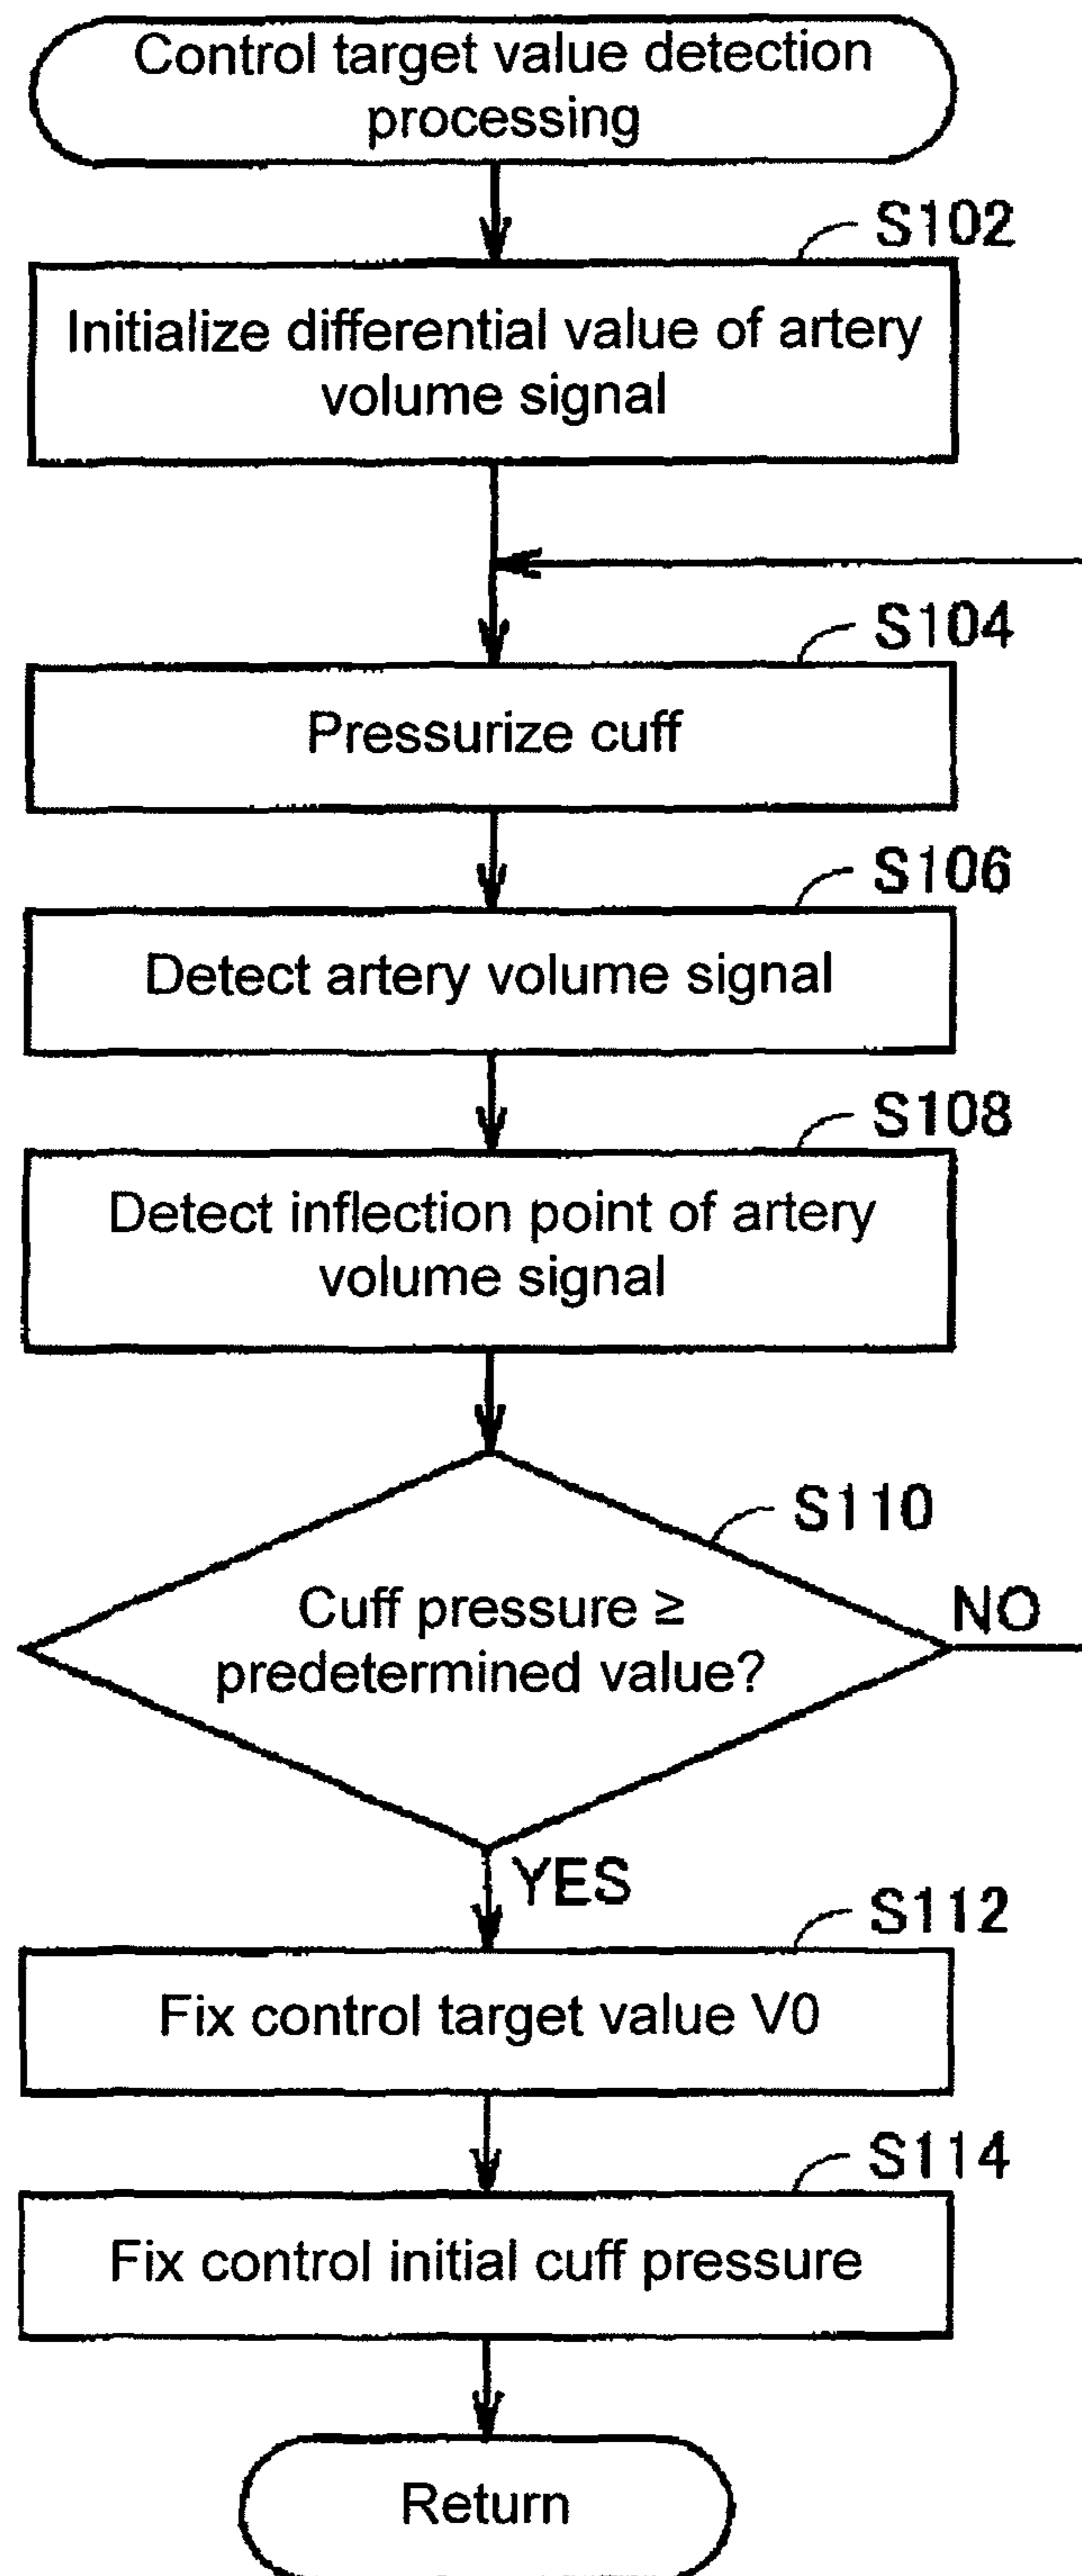 Control target value detection
processing
S102
Initialize differential value of artery
volume signal
S104
Pressurize cuff
S106
Detect artery volume signal
S108
Detect inflection point of artery
volume signal
S110
Cuff pressure ≥
predetermined value?
NO
YES
S112
Fix control target value V0
S114
Fix control initial cuff pressure
Return